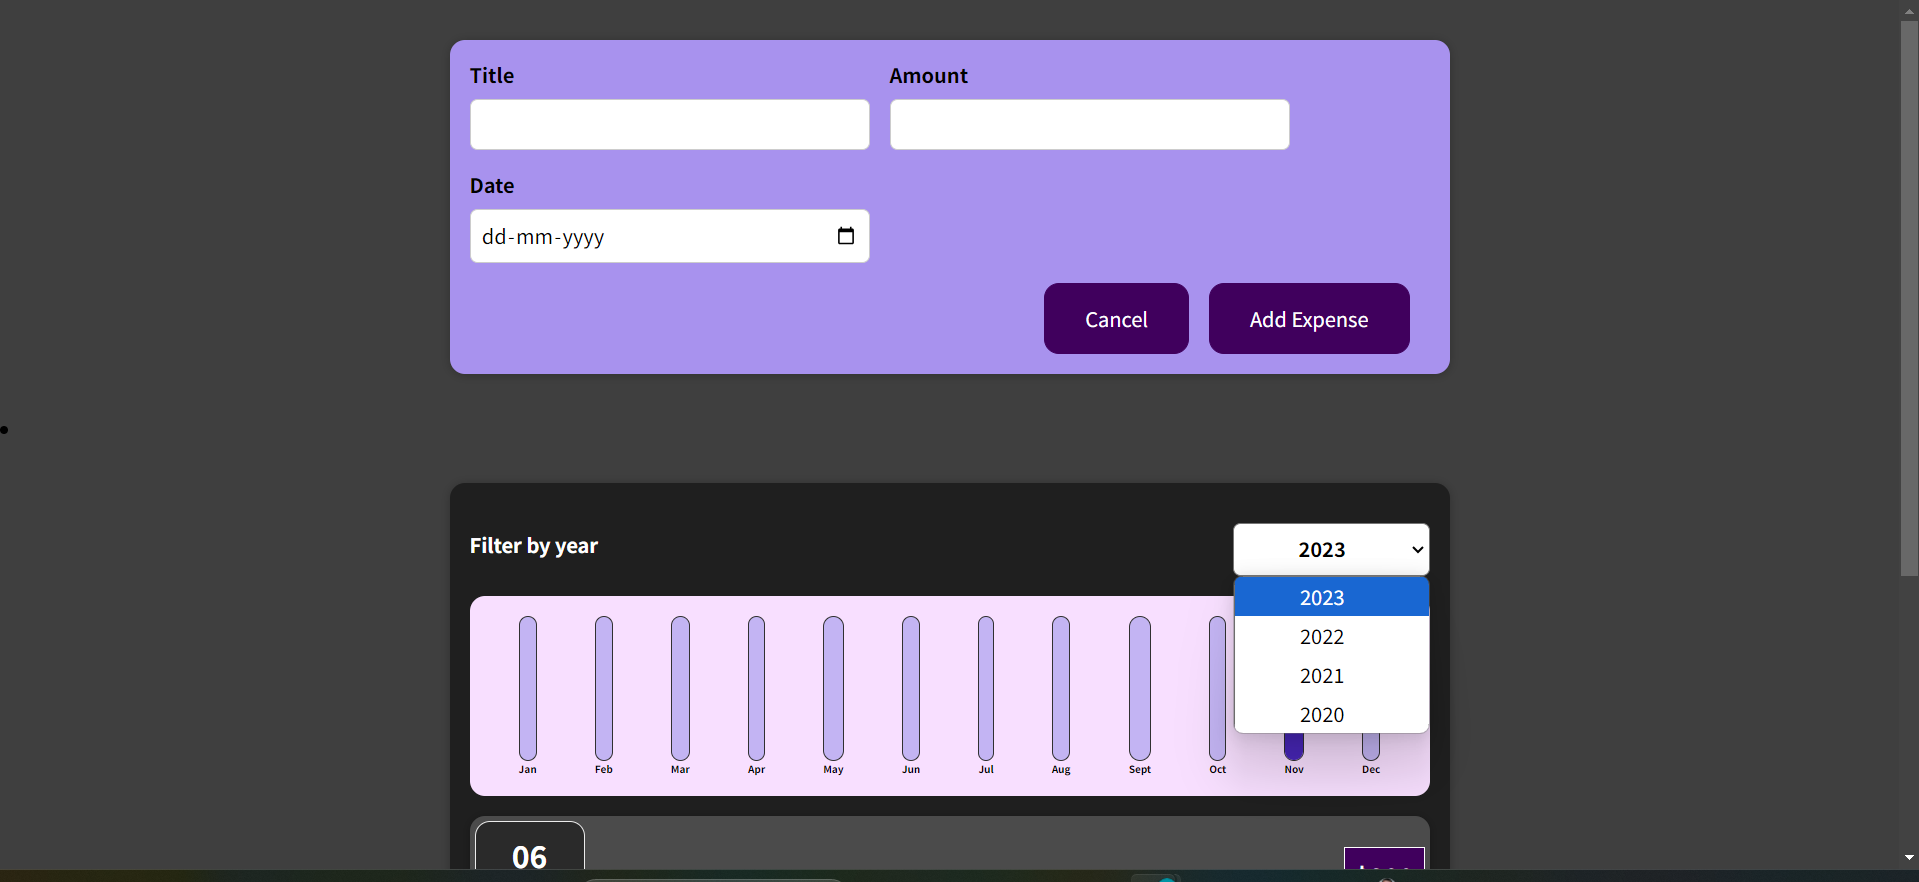 Title Amount
Date
dd-mm-yyyy
Cancel Add Expense
Filter by year 2023
2023
2022
2021
2020
Jan Feb Mar Apr May Jun Jul Aug Sept Oct Nov Dec
06